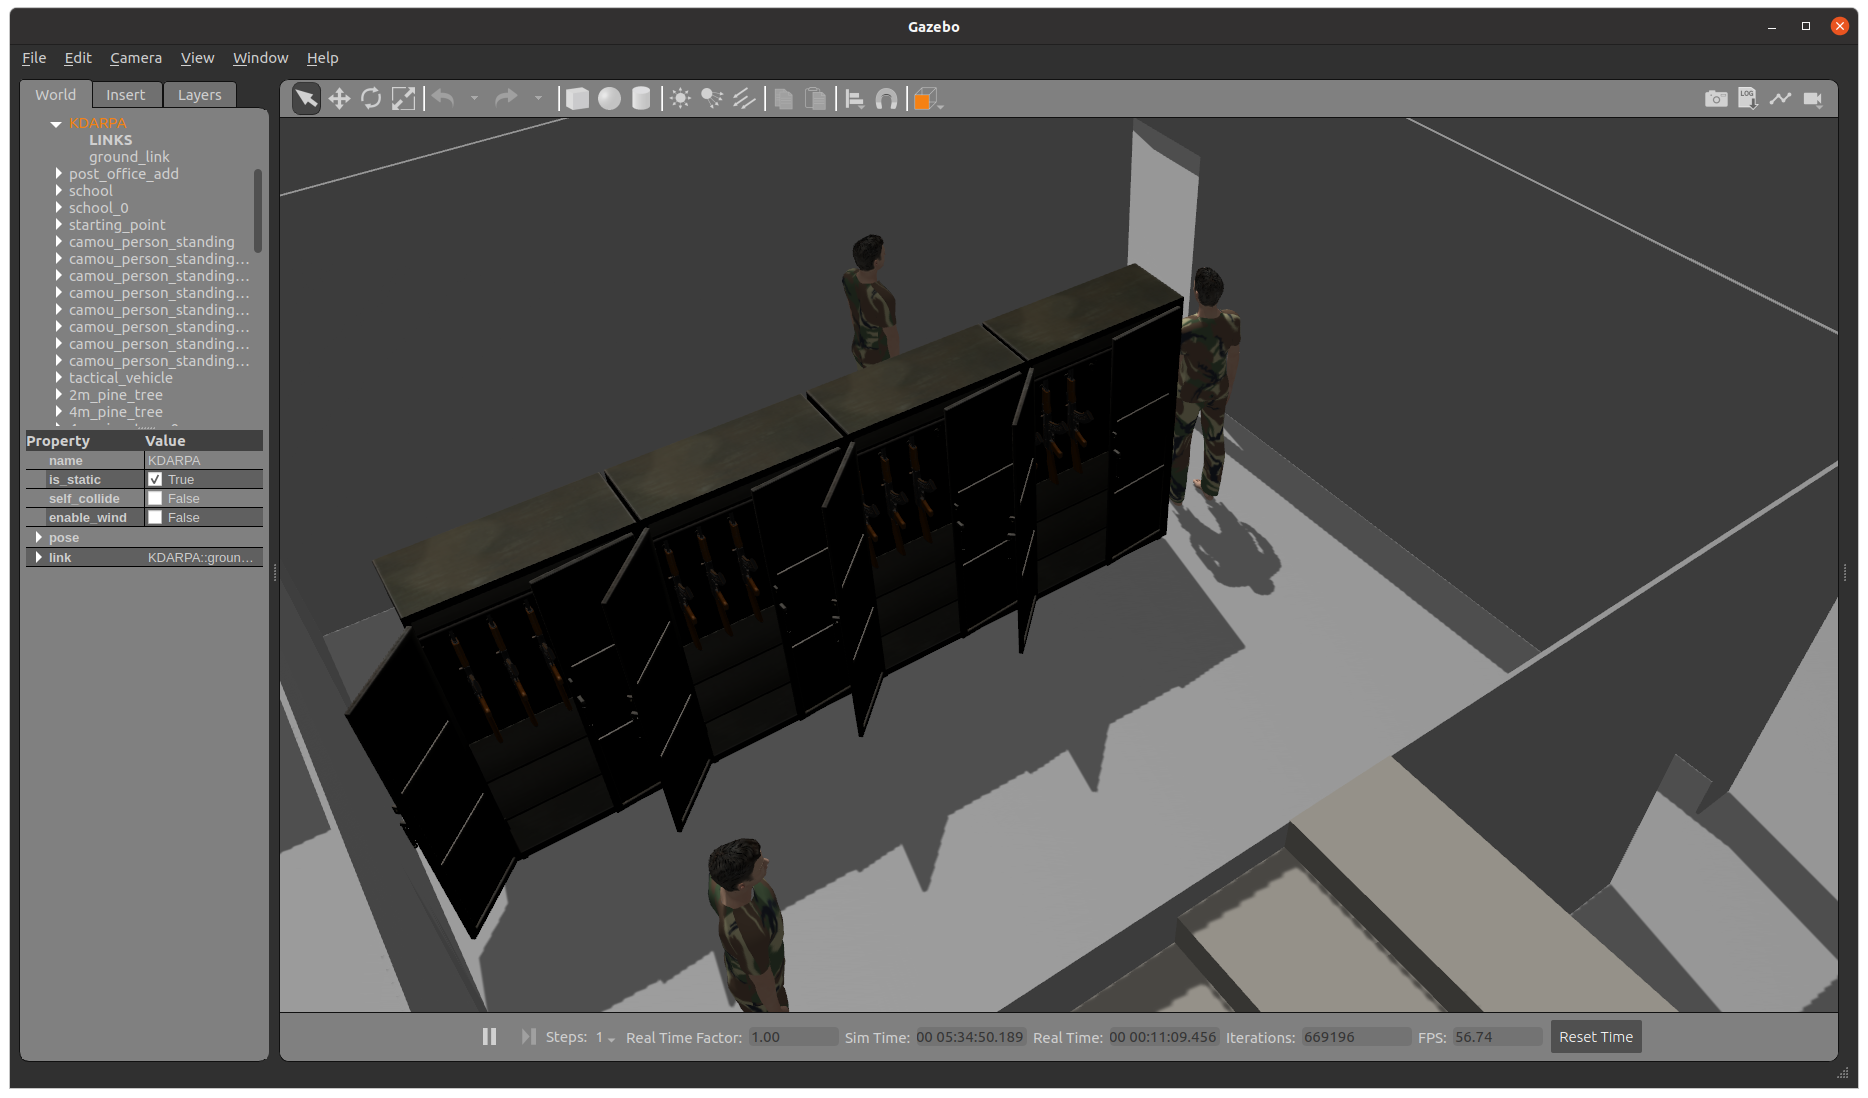 Gazebo
File Edit Camera View Window Help
World Insert Layers
LOG
KDARPA
LINKS
ground_link
post_office_add
school
school_0
starting_point
camou_person_standing
camou_person_standing...
camou_person_standing...
camou_person_standing...
camou_person_standing...
camou_person_standing...
camou_person_standing...
camou_person_standing...
tactical_vehicle
2m_pine_tree
4m_pine_tree
Property Value
name KDARPA
is_static True
self_collide False
enable_wind False
pose
link KDARPA::groun...
Steps: 1 Real Time Factor: 1.00 Sim Time: 00 05:34:50.189 Real Time: 00 00:11:09.456 Iterations: 669196 FPS: 56.74 Reset Time